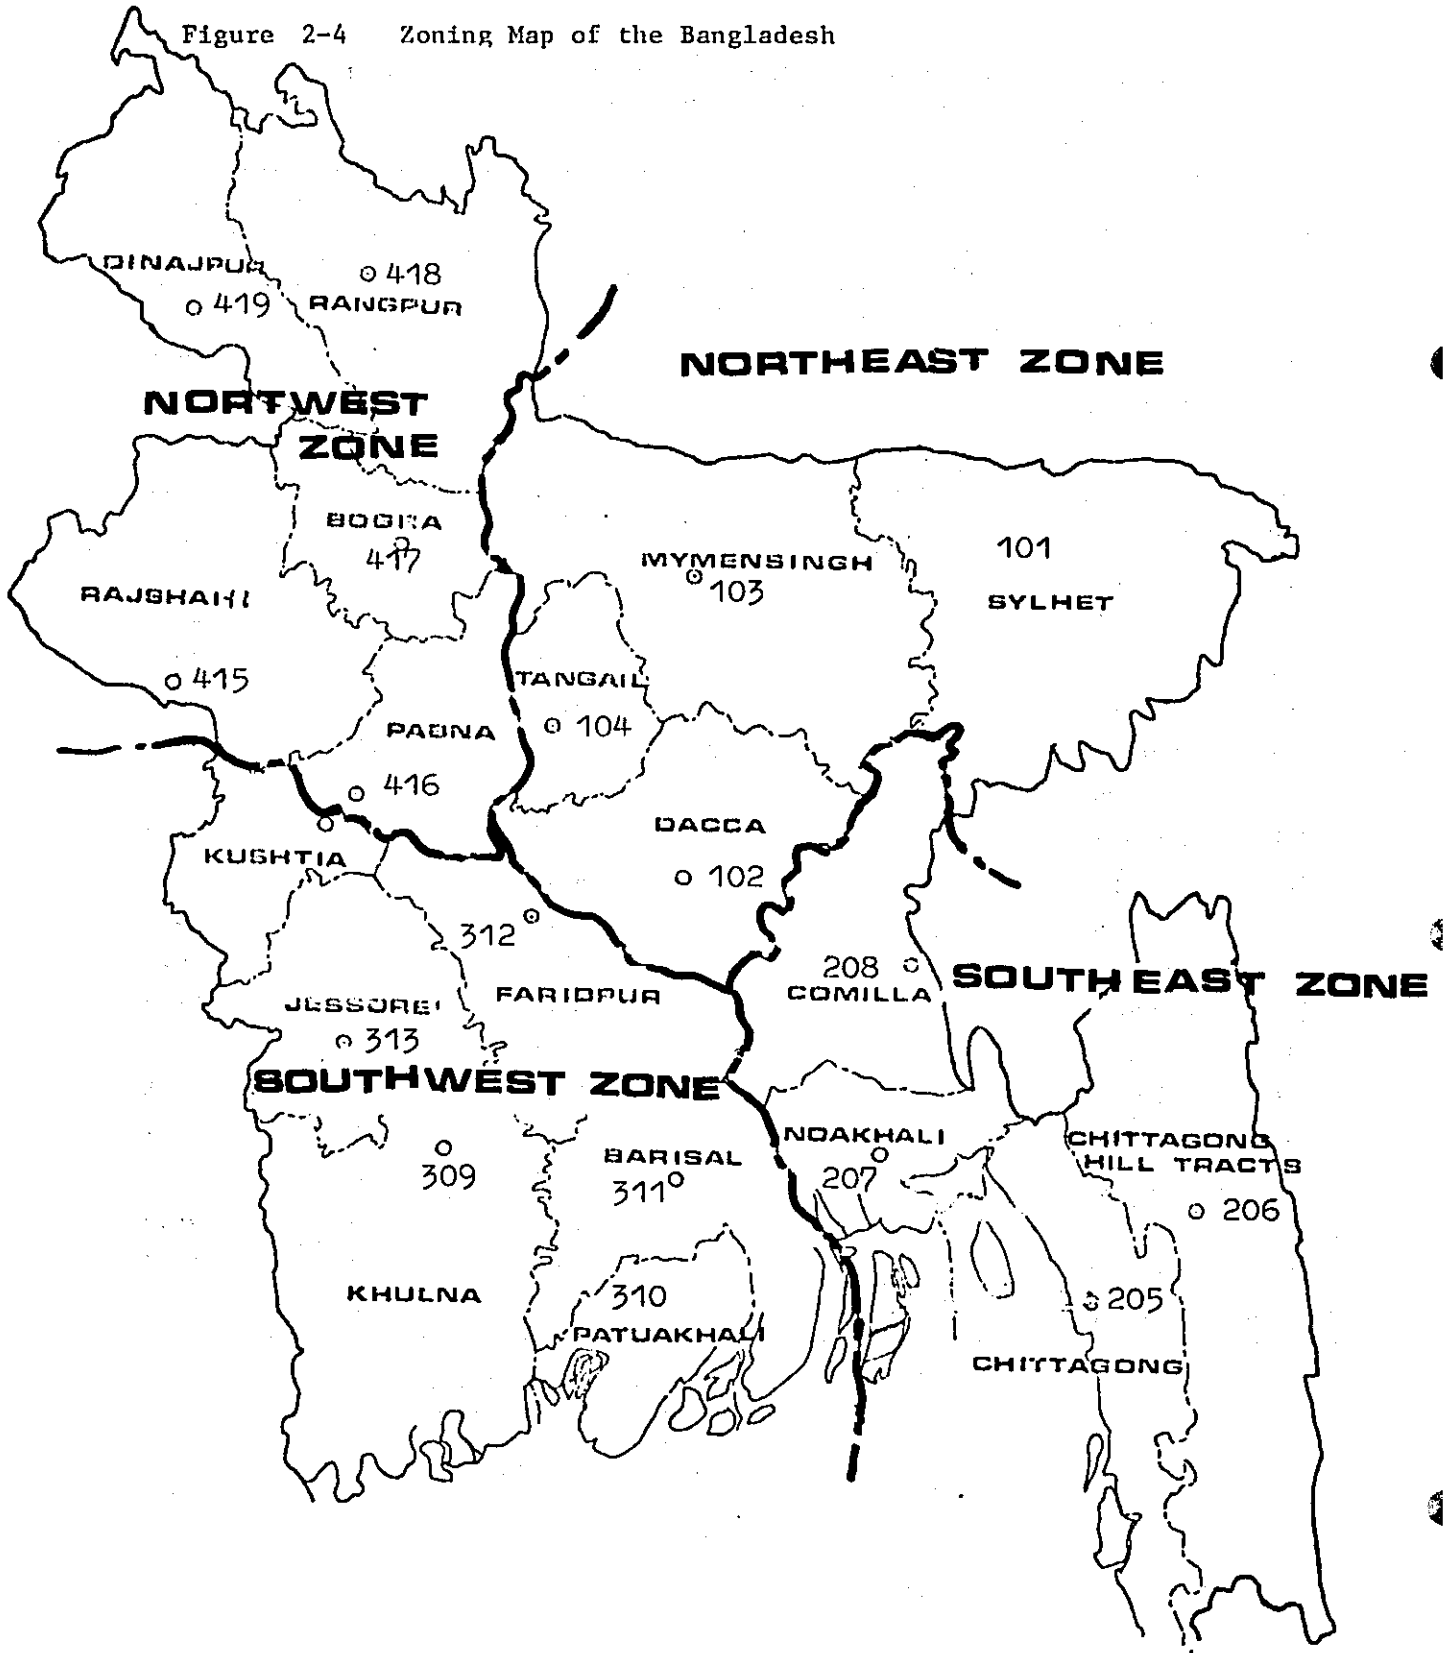 Figure 2-4 Zoning Map of the Bangladesh
DINAJPUR
419
418
RANGPUR
NORTWEST
ZONE
NORTHEAST ZONE
BOGRA
417
RAJSHAHI
415
PABNA
416
MYMENSINGH
103
101
SYLHET
TANGAIL
104
DACCA
102
KUSHTIA
312
FARIDPUR
JESSORE
313
208
COMILLA
SOUTHEAST ZONE
SOUTHWEST ZONE
309
KHULNA
BARISAL
311
310
PATUAKHALI
NOAKHALI
207
CHITTAGONG
HILL TRACTS
206
205
CHITTAGONG